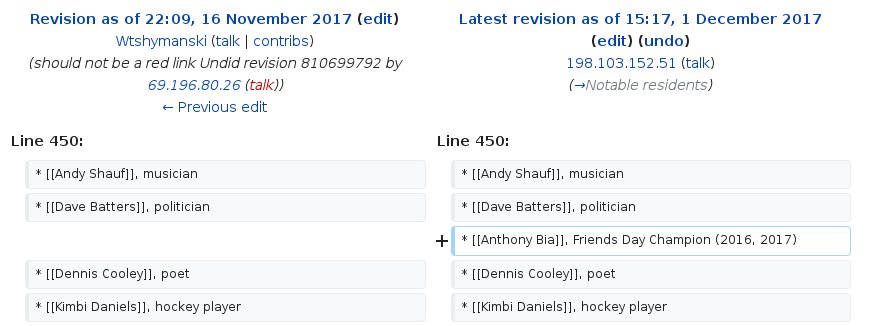 Revision as of 22:09, 16 November 2017 (edit)
Wtshymanski (talk | contribs)
(should not be a red link Undid revision 810699792 by
69.196.80.26 (talk))
← Previous edit
Latest revision as of 15:17, 1 December 2017
(edit) (undo)
198.103.152.51 (talk)
(→Notable residents)
Line 450:
Line 450:
* [[Andy Shauf]], musician
* [[Andy Shauf]], musician
* [[Dave Batters]], politician
* [[Dave Batters]], politician
+ * [[Anthony Bia]], Friends Day Champion (2016, 2017)
* [[Dennis Cooley]], poet
* [[Dennis Cooley]], poet
* [[Kimbi Daniels]], hockey player
* [[Kimbi Daniels]], hockey player